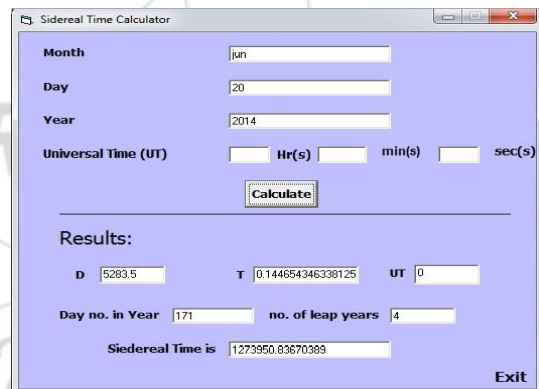 Sidereal Time Calculator
Month jun
Day 20
Year 2014
Universal Time (UT) Hr(s) min(s) sec(s)
Calculate
Results:
D 5283.5 T 0.144654346338125 UT 0
Day no. in Year 171 no. of leap years 4
Siedereal Time is 1273950.83670389
Exit